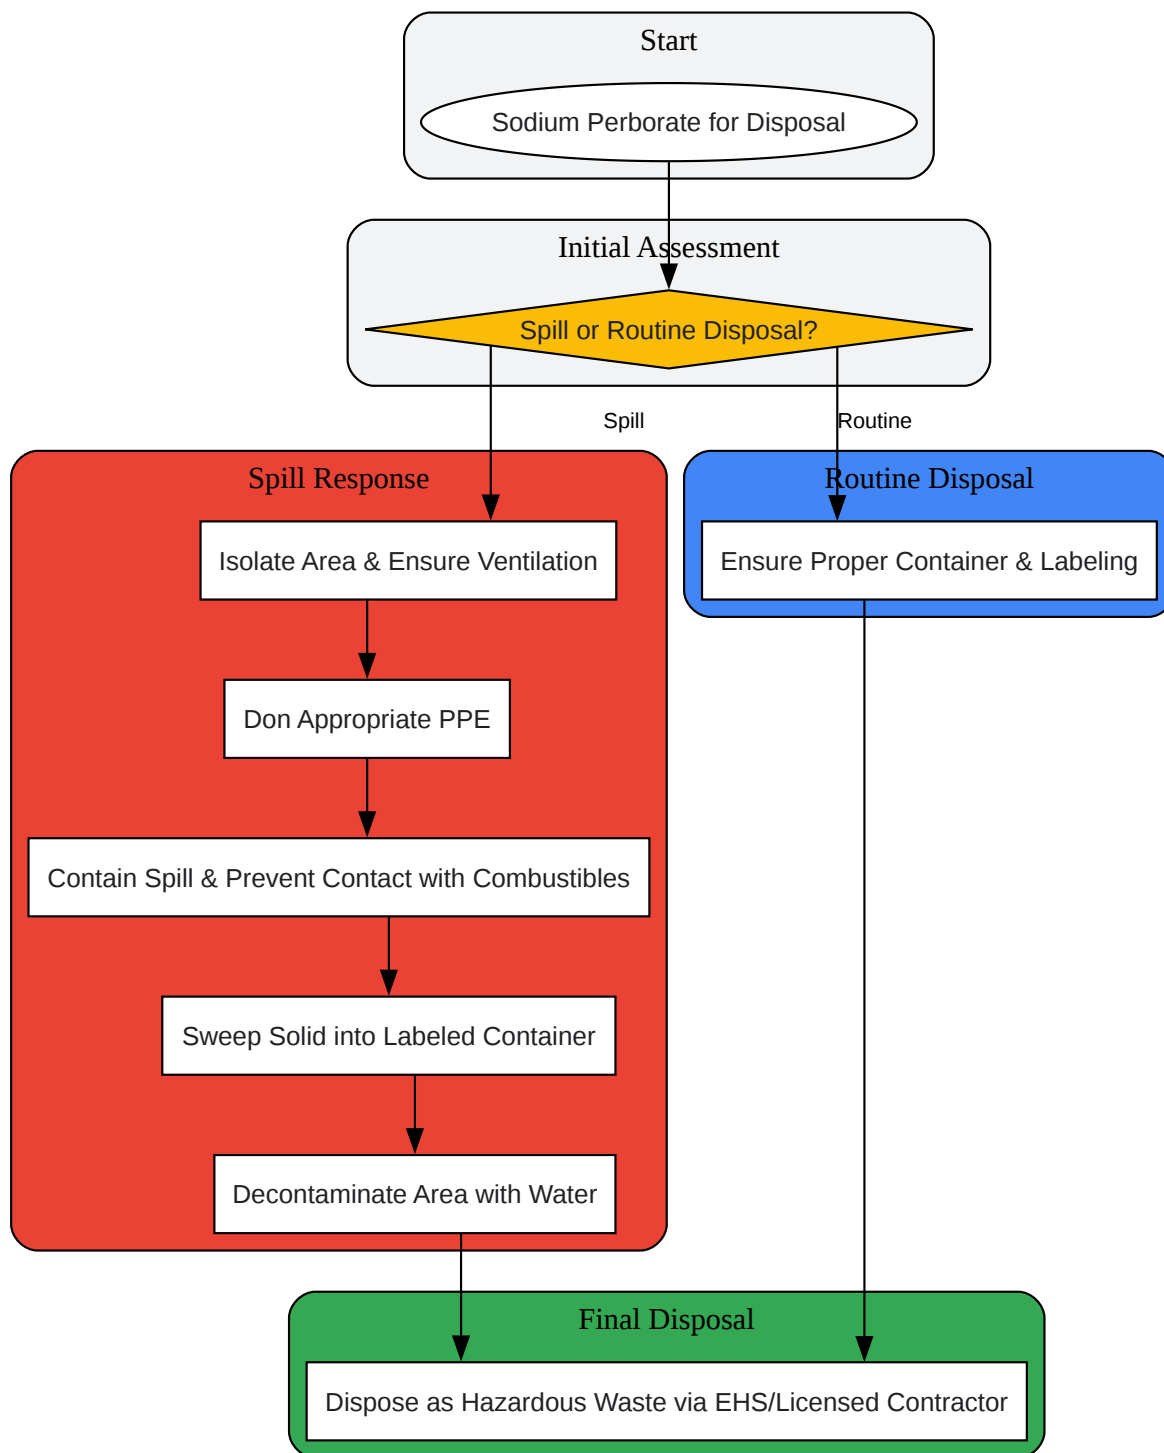 Start
Sodium Perborate for Disposal
Initial Assessment
Spill or Routine Disposal?
Spill
Routine
Spill Response
Isolate Area & Ensure Ventilation
Don Appropriate PPE
Contain Spill & Prevent Contact with Combustibles
Sweep Solid into Labeled Container
Decontaminate Area with Water
Routine Disposal
Ensure Proper Container & Labeling
Final Disposal
Dispose as Hazardous Waste via EHS/Licensed Contractor